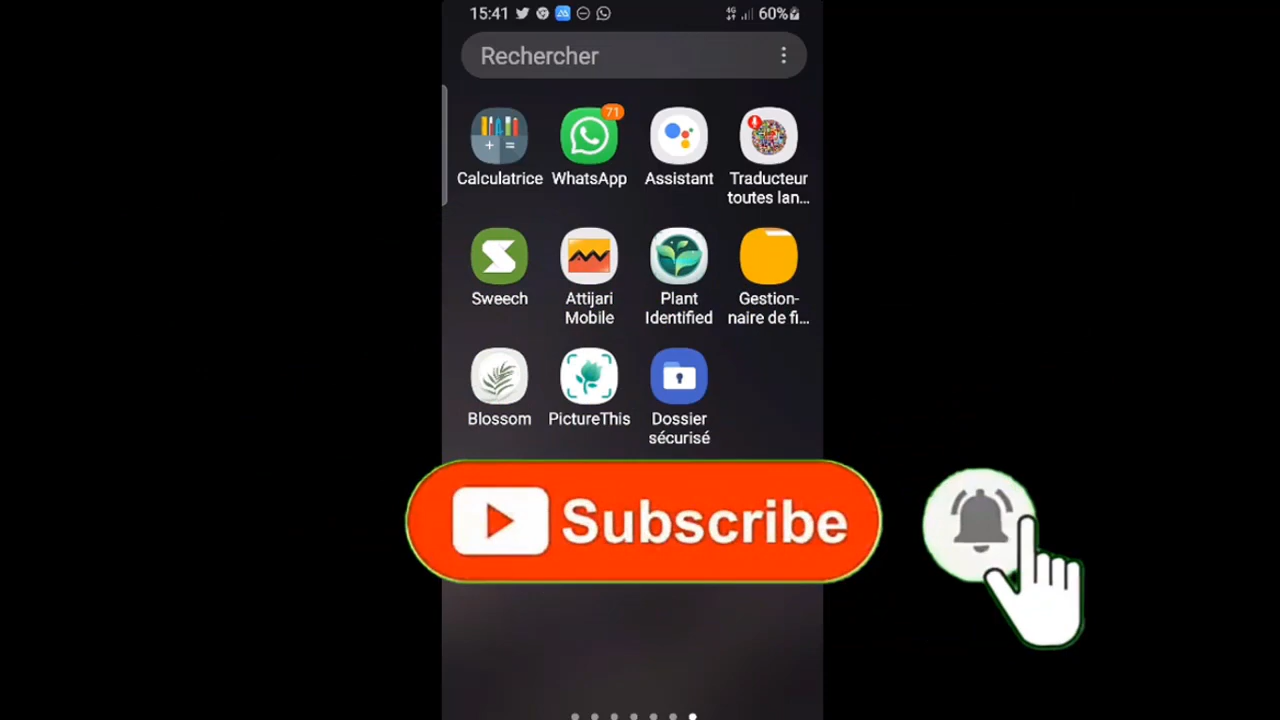 15:41
4G
60%
Rechercher
71
Calculatrice
WhatsApp
Assistant
Traducteur
toutes lan...
Sweech
Attijari
Mobile
Plant
Identified
Gestion-
naire de fi...
Blossom
PictureThis
Dossier
sécurisé
Subscribe